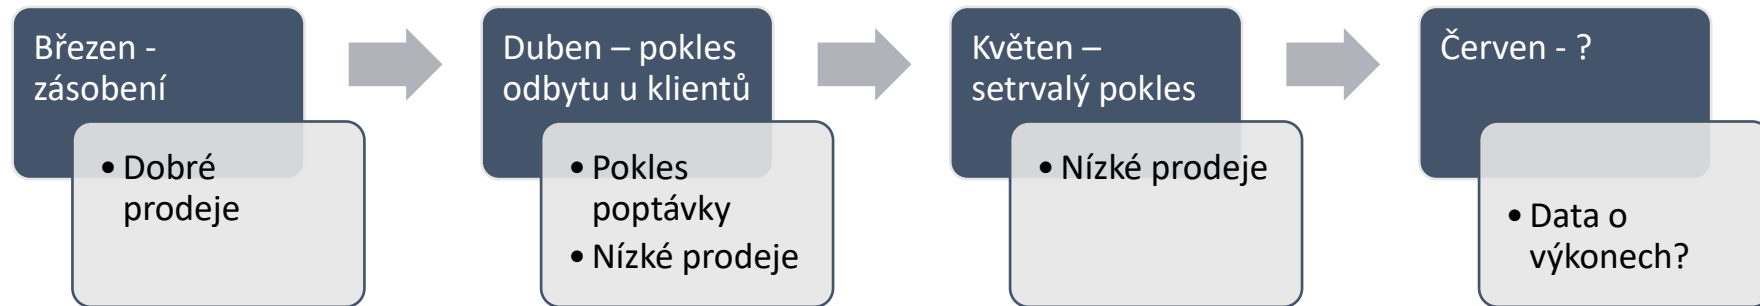 Březen -
zásobení
• Dobré
prodeje
Duben – pokles
odbytu u klientů
• Pokles
poptávky
• Nízké prodeje
Květen –
setrvalý pokles
• Nízké prodeje
Červen - ?
• Data o
výkonech?